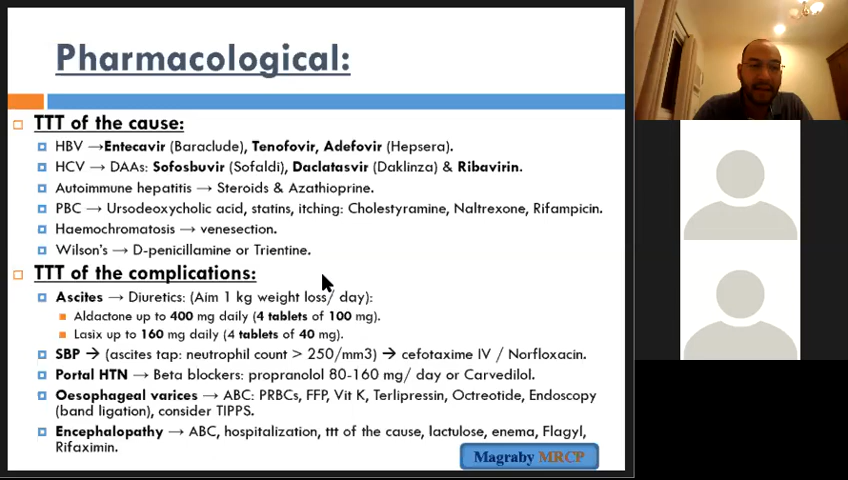 Pharmacological:
TTT of the cause:
HBV →Entecavir (Baraclude), Tenofovir, Adefovir (Hepsera).
HCV → DAAs: Sofosbuvir (Sofaldi), Daclatasvir (Daklinza) & Ribavirin.
Autoimmune hepatitis → Steroids & Azathioprine.
PBC → Ursodeoxycholic acid, statins, itching: Cholestyramine, Naltrexone, Rifampicin.
Haemochromatosis → venesection.
Wilson's → D-penicillamine or Trientine.
TTT of the complications:
Ascites → Diuretics: (Aim 1 kg weight loss/ day):
Aldactone up to 400 mg daily (4 tablets of 100 mg).
Lasix up to 160 mg daily (4 tablets of 40 mg).
SBP → (ascites tap: neutrophil count > 250/mm3) → cefotaxime IV / Norfloxacin.
Portal HTN → Beta blockers: propranolol 80-160 mg/ day or Carvedilol.
Oesophageal varices → ABC: PRBCs, FFP, Vit K, Terlipressin, Octreotide, Endoscopy
(band ligation), consider TIPPS.
Encephalopathy → ABC, hospitalization, ttt of the cause, lactulose, enema, Flagyl,
Rifaximin.
Magraby MRCP